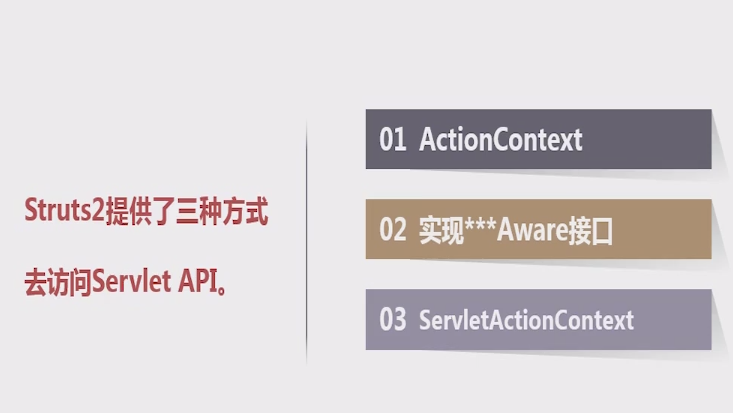 Struts2提供了三种方式
去访问Servlet API。
01 ActionContext
02 实现***Aware接口
03 ServletActionContext